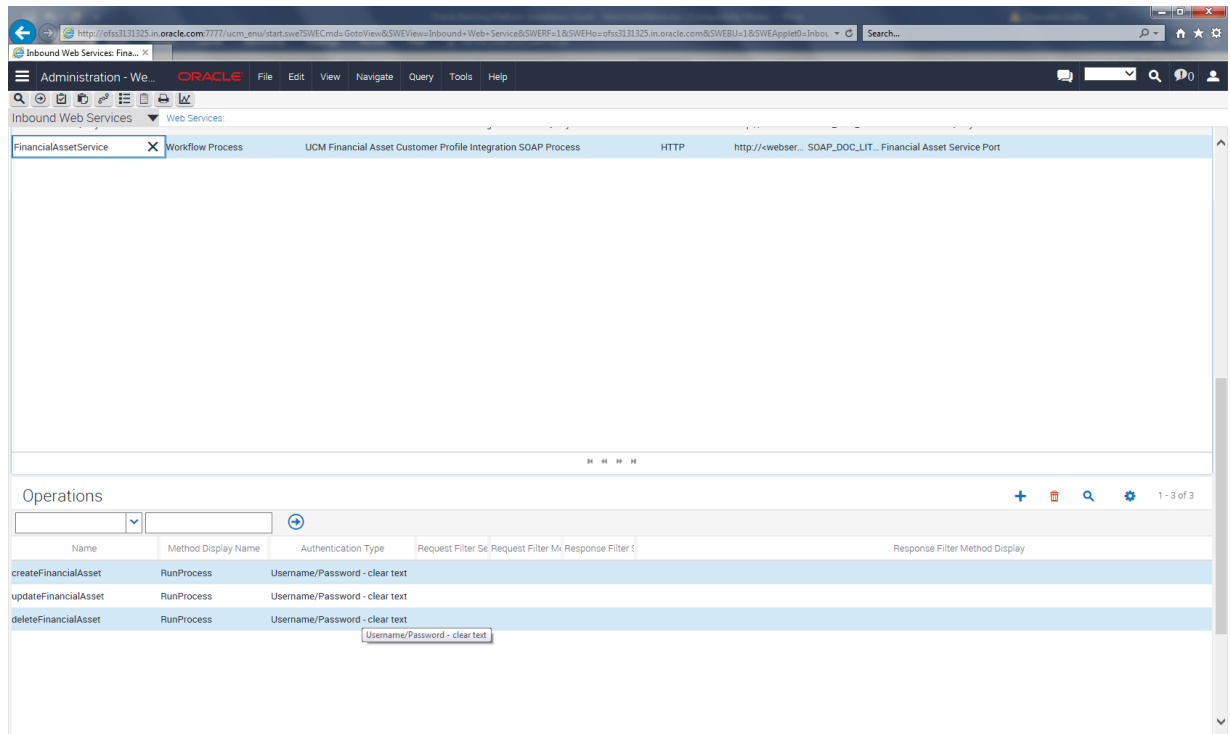 http://ofss3131325.in.oracle.com:7777/ucm_enu/start.swe?SWECmd=GotoView&SWEView=Inbound+Web+Service&SWERF=1&SWEHo=ofss3131325.in.oracle.com&SWEBU=1&SWEApplet0=Inbou Search...
Inbound Web Services: Fina...
Administration - We... ORACLE File Edit View Navigate Query Tools Help 0
Inbound Web Services Web Services:
FinancialAssetService Workflow Process UCM Financial Asset Customer Profile Integration SOAP Process HTTP http://<webser... SOAP_DOC_LIT... Financial Asset Service Port
Operations 1 - 3 of 3
Name Method Display Name Authentication Type Request Filter Se Request Filter Me Response Filter S Response Filter Method Display
createFinancialAsset RunProcess Username/Password - clear text
updateFinancialAsset RunProcess Username/Password - clear text
deleteFinancialAsset RunProcess Username/Password - clear text
Username/Password - clear text